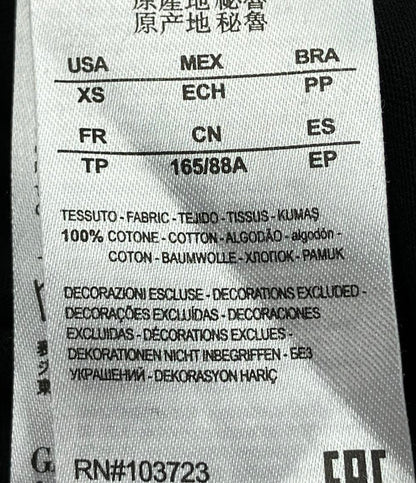 原產地 秘魯
原产地 秘魯
USA MEX BRA
XS ECH PP
FR CN ES
TP 165/88A EP
TESSUTO - FABRIC - TEJIDO - TISSUS - KUMAŞ
100% COTONE - COTTON - ALGODÃO - algodón -
COTON - BAUMWOLLE - ХЛОПОК - PAMUK
DECORAZIONI ESCLUSE - DECORATIONS EXCLUDED -
DECORAÇÕES EXCLUÍDAS - DECORACIONES
EXCLUIDAS - DÉCORATIONS EXCLUES -
DEKORATIONEN NICHT INBEGRIFFEN - БЕЗ
УКРАШЕНИЙ - DEKORASYON HARİÇ
RN#103723
EAC